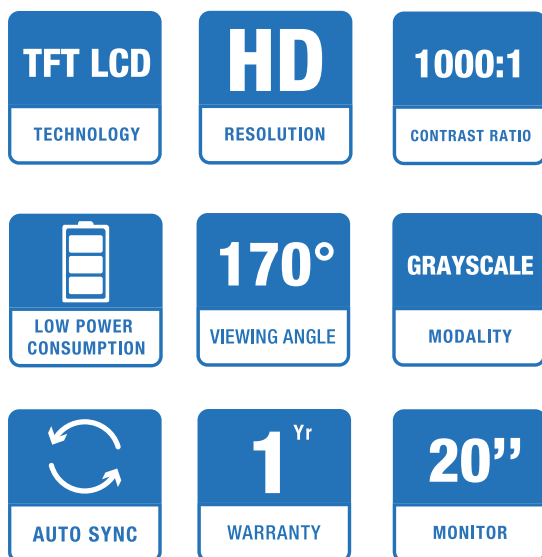 TFT LCD
TECHNOLOGY
HD
RESOLUTION
1000:1
CONTRAST RATIO
LOW POWER
CONSUMPTION
170°
VIEWING ANGLE
GRAYSCALE
MODALITY
AUTO SYNC
1 Yr
WARRANTY
20’’
MONITOR